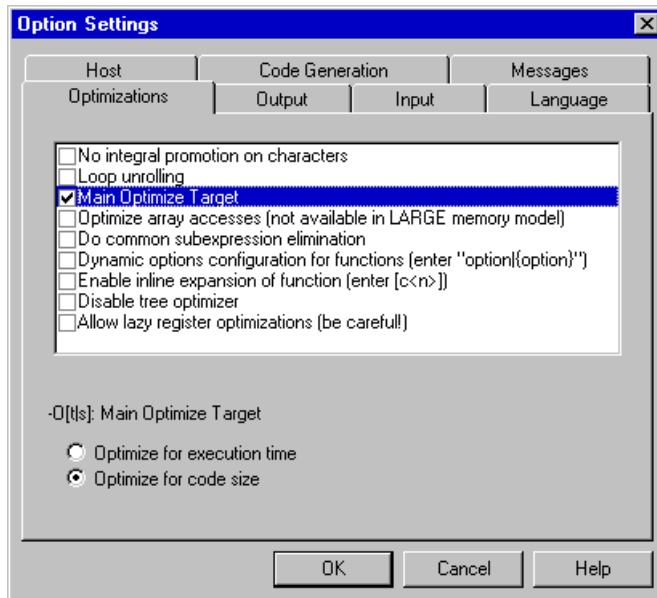 Option Settings
Host
Code Generation
Messages
Optimizations
Output
Input
Language
No integral promotion on characters
Loop unrolling
Main Optimize Target
Optimize array accesses (not available in LARGE memory model)
Do common subexpression elimination
Dynamic options configuration for functions (enter "option|{option}")
Enable inline expansion of function (enter [c<n>])
Disable tree optimizer
Allow lazy register optimizations (be careful!)
-O[t|s]: Main Optimize Target
Optimize for execution time
Optimize for code size
OK
Cancel
Help